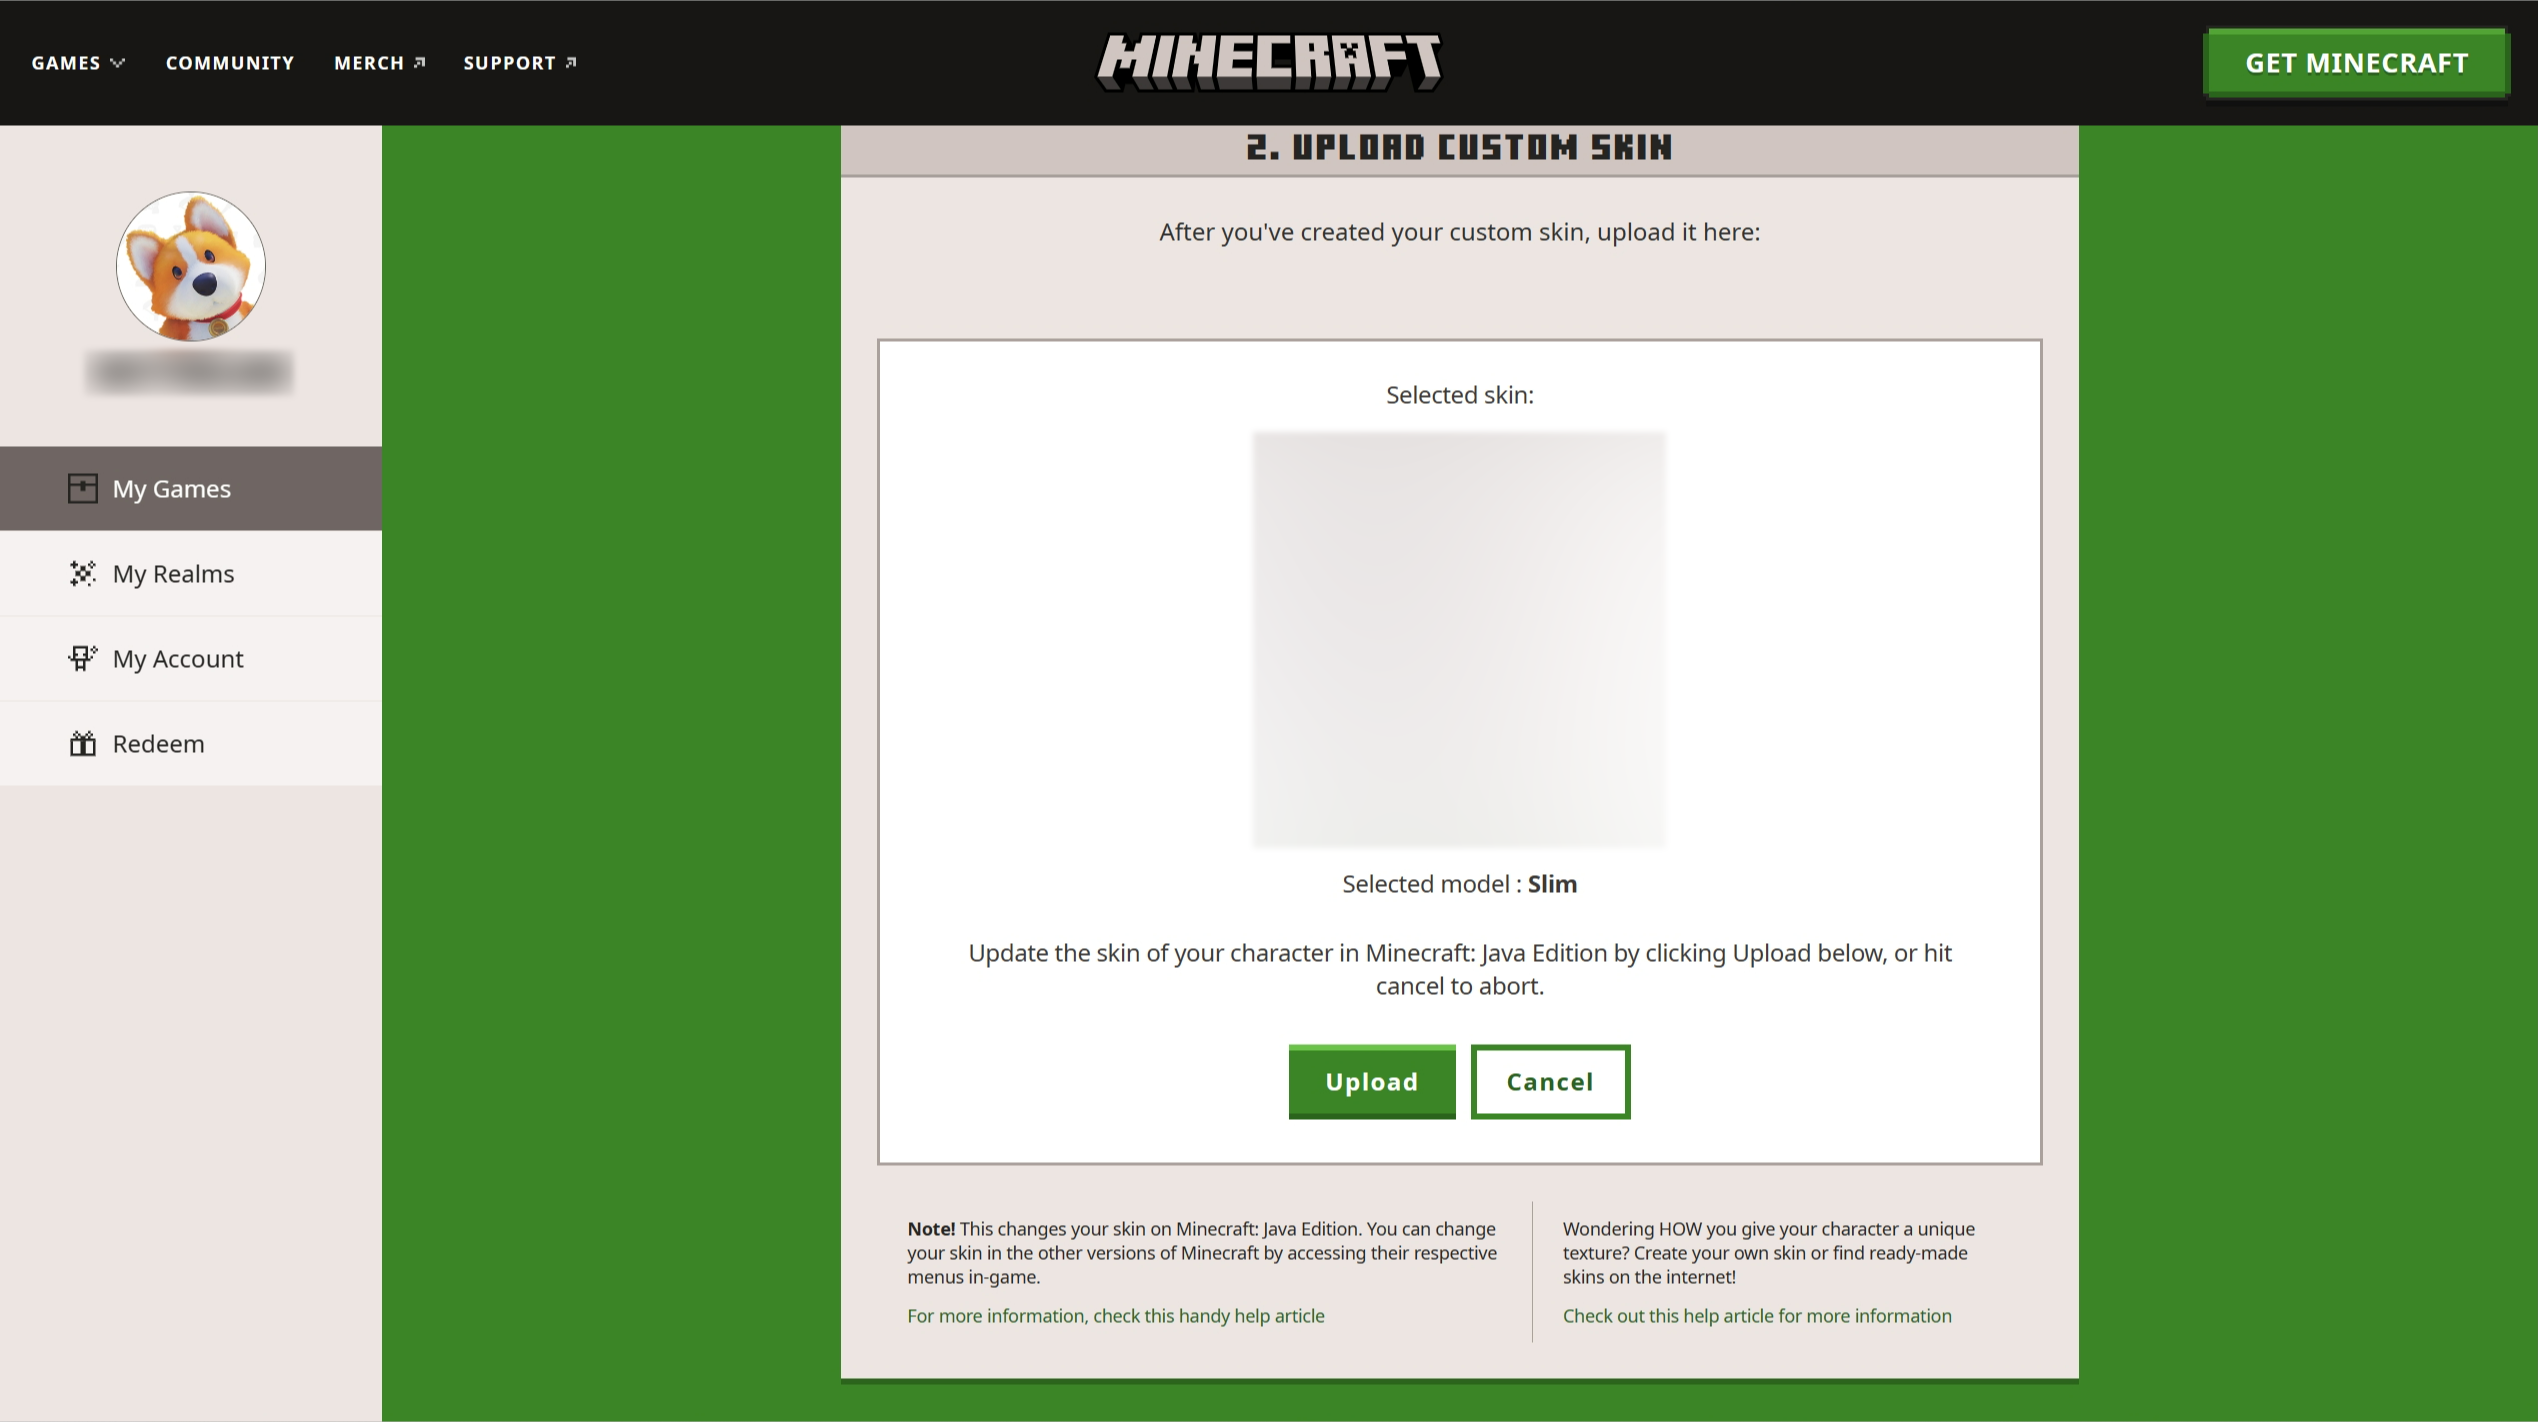 GAMES
COMMUNITY
MERCH
SUPPORT
MINECRAFT
GET MINECRAFT
My Games
My Realms
My Account
Redeem
2. UPLOAD CUSTOM SKIN
After you've created your custom skin, upload it here:
Selected skin:
Selected model : Slim
Update the skin of your character in Minecraft: Java Edition by clicking Upload below, or hit
cancel to abort.
Upload
Cancel
Note! This changes your skin on Minecraft: Java Edition. You can change
your skin in the other versions of Minecraft by accessing their respective
menus in-game.
For more information, check this handy help article
Wondering HOW you give your character a unique
texture? Create your own skin or find ready-made
skins on the internet!
Check out this help article for more information